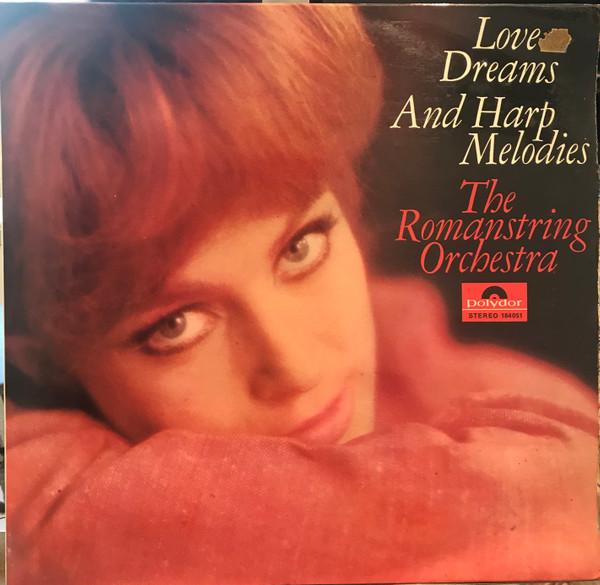 Love
Dreams
And Harp
Melodies
The
Romanstring
Orchestra
polydor
STEREO 184051